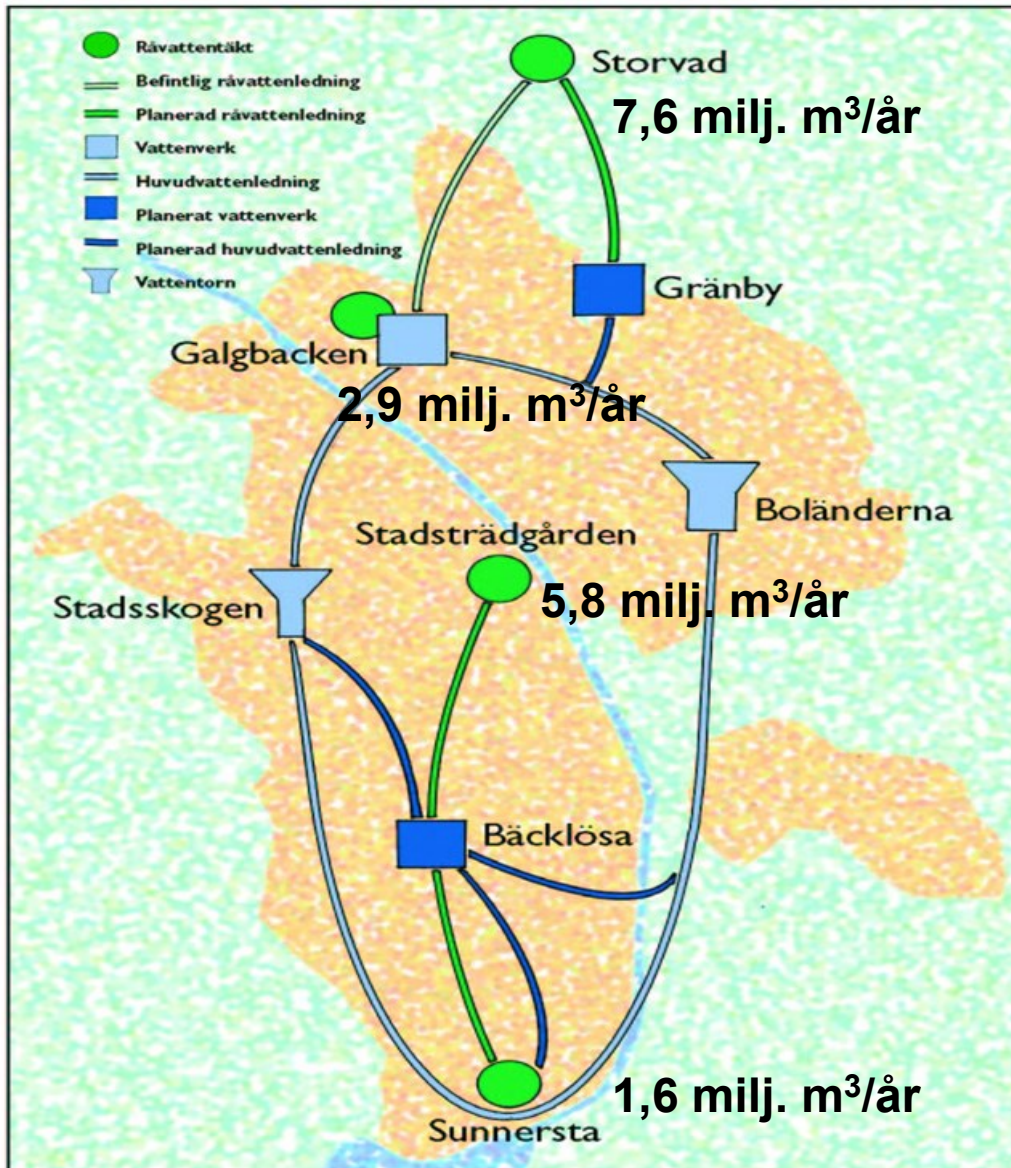 Råvattentäkt
Befintlig råvattenledning
Planerad råvattenledning
Vattenverk
Huvudvattenledning
Planerat vattenverk
Planerad huvudvattenledning
Vattentorn
Storvad
7,6 milj. m³/år
Gränby
Galgbacken
2,9 milj. m³/år
Boländerna
Stadsträdgården
5,8 milj. m³/år
Stadsskogen
Bäcklösa
1,6 milj. m³/år
Sunnersta